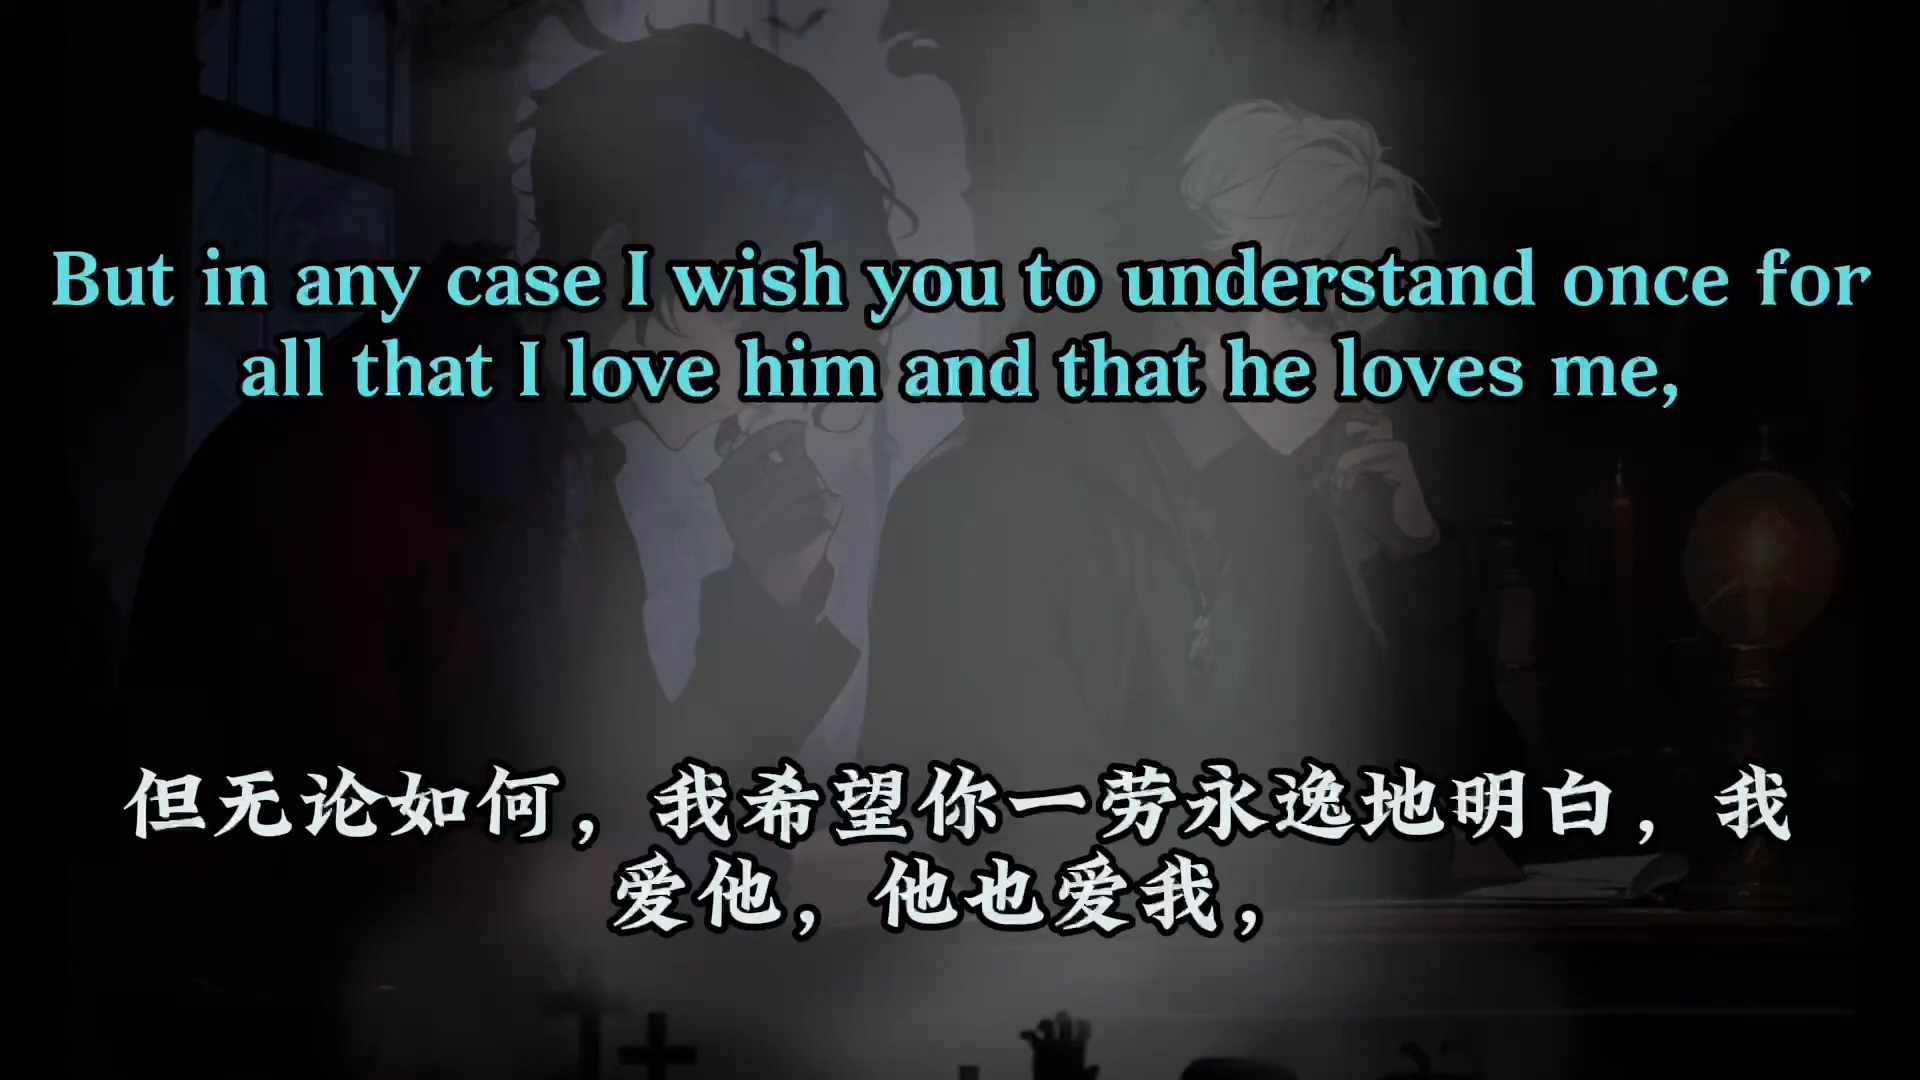 But in any case I wish you to understand once for
all that I love him and that he loves me,
但无论如何，我希望你一劳永逸地明白，我
爱他，他也爱我，